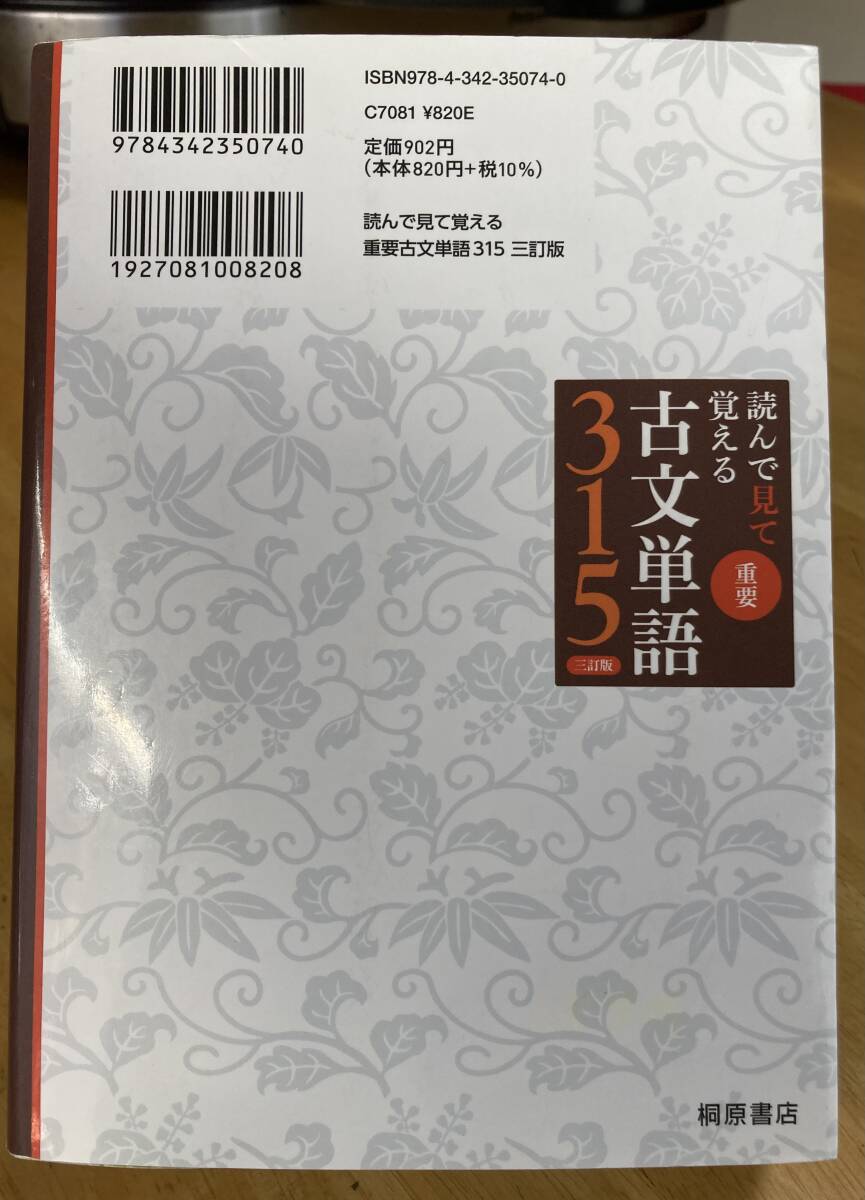 ISBN978-4-342-35074-0
C7081 ¥820E
定価902円
(本体820円+税10%)
9784342350740
読んで見て覚える
重要古文単語315 三訂版
1927081008208
読んで見て
覚える
重要
古文単語
315
三訂版
桐原書店